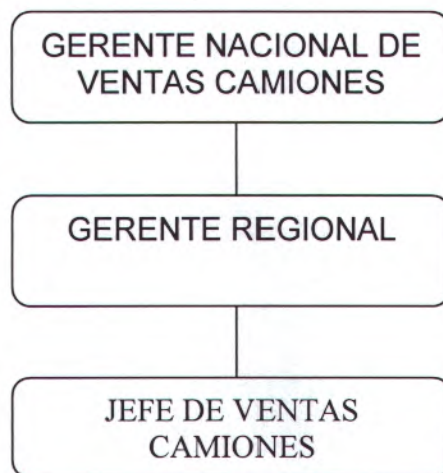 GERENTE NACIONAL DE
VENTAS CAMIONES
GERENTE REGIONAL
JEFE DE VENTAS
CAMIONES